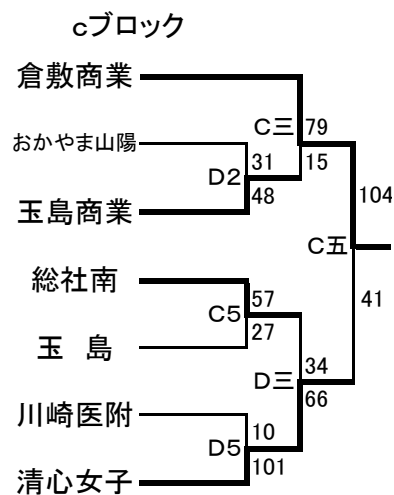 cブロック
倉敷商業
C三
79
15
おかやま山陽
D2
31
48
玉島商業
104
C五
41
総社南
C5
57
27
玉　島
D三
34
66
川崎医附
D5
10
101
清心女子